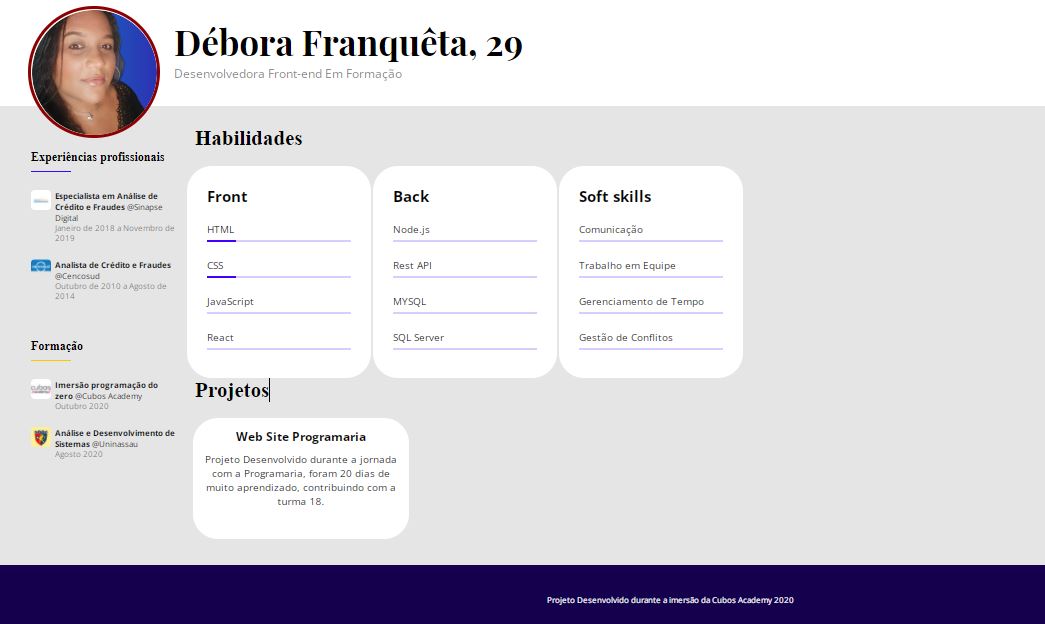 Débora Franquêta, 29
Desenvolvedora Front-end Em Formação
Experiências profissionais
Especialista em Análise de
Crédito e Fraudes @Sinapse
Digital
Janeiro de 2018 a Novembro de
2019
Analista de Crédito e Fraudes
@Cencosud
Outubro de 2010 a Agosto de
2014
Formação
cubos
Imersão programação do
zero @Cubos Academy
Outubro 2020
Análise e Desenvolvimento de
Sistemas @Uninassau
Agosto 2020
Habilidades
Front
HTML
CSS
JavaScript
React
Back
Node.js
Rest API
MYSQL
SQL Server
Soft skills
Comunicação
Trabalho em Equipe
Gerenciamento de Tempo
Gestão de Conflitos
Projetos
Web Site Programaria
Projeto Desenvolvido durante a jornada
com a Programaria, foram 20 dias de
muito aprendizado, contribuindo com a
turma 18.
Projeto Desenvolvido durante a imersão da Cubos Academy 2020